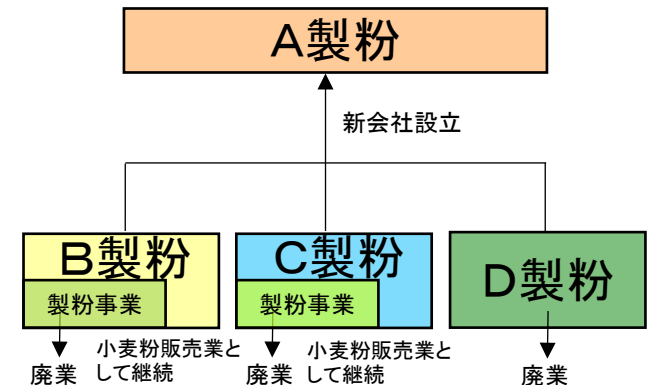 A製粉
新会社設立
B製粉
C製粉
D製粉
製粉事業
製粉事業
廃業
小麦粉販売業と
して継続
廃業
小麦粉販売業と
して継続
廃業